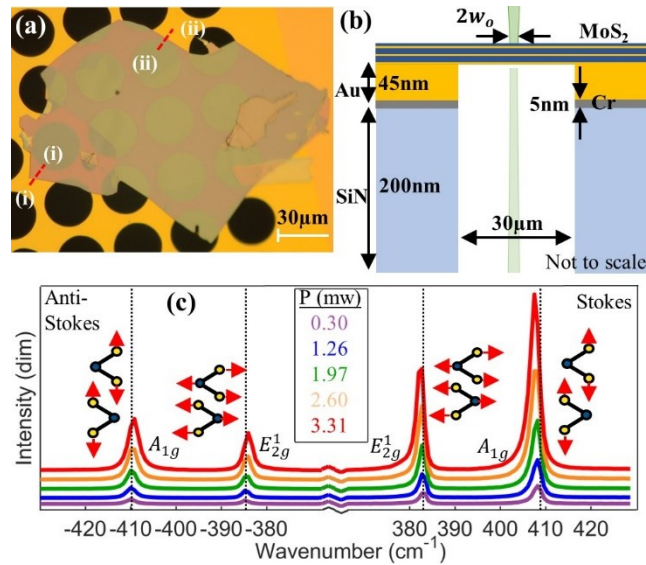 (a)
(ii)
(ii)
(i)
(i)
30μm
(b)
2wₒ
MoS₂
Au
45nm
5nm
Cr
SiN
200nm
30μm
Not to scale
(c)
Anti-
Stokes
P (mw)
0.30
1.26
1.97
2.60
3.31
Stokes
A₁g
E¹₂g
E¹₂g
A₁g
Intensity (dim)
-420 -410 -400 -390 -380 380 390 400 410 420
Wavenumber (cm⁻¹)